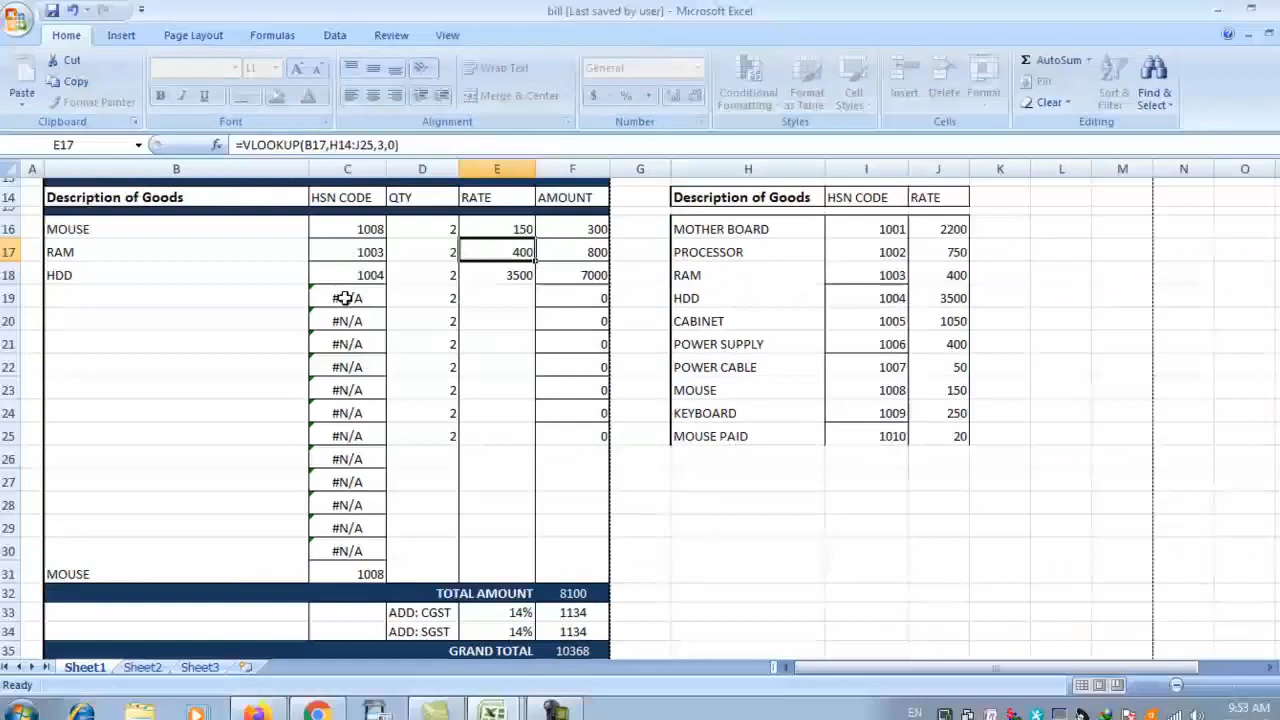 bill [Last saved by user] - Microsoft Excel
Home Insert Page Layout Formulas Data Review View
Paste Cut Copy Format Painter Clipboard
11 A A B I U A Font
Wrap Text Merge & Center Alignment
General $ % , Number
Conditional Formatting Format as Table Cell Styles Styles
Insert Delete Format Cells
Σ AutoSum Fill Clear Sort & Filter Find & Select Editing
E17 fx =VLOOKUP(B17,H14:J25,3,0)
A B C D E F G H I J K L M N O
14 Description of Goods HSN CODE QTY RATE AMOUNT Description of Goods HSN CODE RATE
16 MOUSE 1008 2 150 300 MOTHER BOARD 1001 2200
17 RAM 1003 2 400 800 PROCESSOR 1002 750
18 HDD 1004 2 3500 7000 RAM 1003 400
19 2 0 HDD 1004 3500
20 #N/A 2 0 CABINET 1005 1050
21 #N/A 2 0 POWER SUPPLY 1006 400
22 #N/A 2 0 POWER CABLE 1007 50
23 #N/A 2 0 MOUSE 1008 150
24 #N/A 2 0 KEYBOARD 1009 250
25 #N/A 2 0 MOUSE PAID 1010 20
26 #N/A
27 #N/A
28 #N/A
29 #N/A
30 #N/A
31 MOUSE 1008
32 TOTAL AMOUNT 8100
33 ADD: CGST 14% 1134
34 ADD: SGST 14% 1134
35 GRAND TOTAL 10368
Sheet1 Sheet2 Sheet3
Ready
EN 9:53 AM